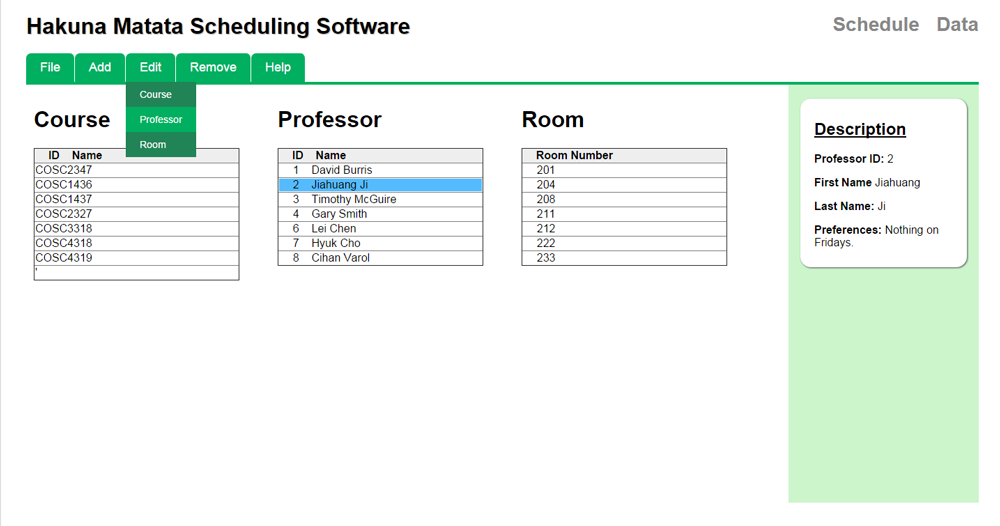 Hakuna Matata Scheduling Software
Schedule Data
File Add Edit Remove Help
Course
Professor
Room
Course
ID Name
COSC2347
COSC1436
COSC1437
COSC2327
COSC3318
COSC4318
COSC4319
'
Professor
ID Name
1 David Burris
2 Jiahuang Ji
3 Timothy McGuire
4 Gary Smith
6 Lei Chen
7 Hyuk Cho
8 Cihan Varol
Room
Room Number
201
204
208
211
212
222
233
Description
Professor ID: 2
First Name Jiahuang
Last Name: Ji
Preferences: Nothing on
Fridays.